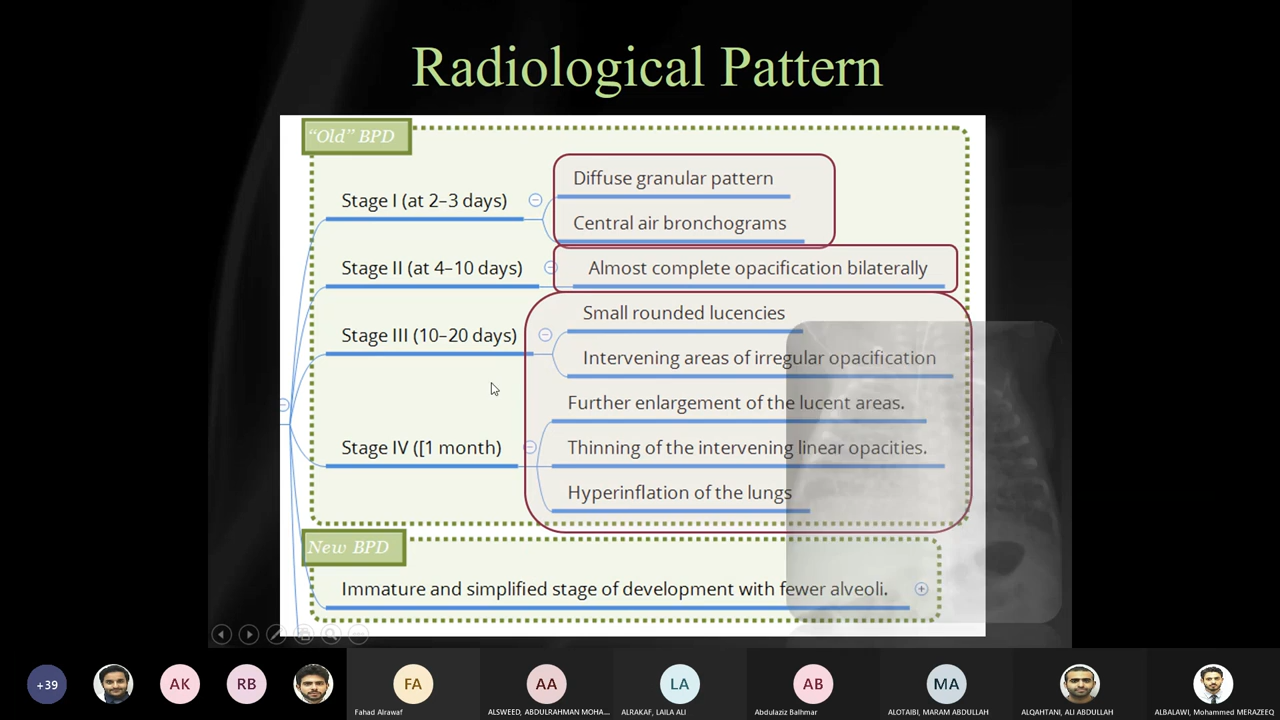 Radiological Pattern
“Old” BPD
Stage I (at 2–3 days)
Diffuse granular pattern
Central air bronchograms
Stage II (at 4–10 days)
Almost complete opacification bilaterally
Stage III (10–20 days)
Small rounded lucencies
Intervening areas of irregular opacification
Stage IV ([1 month)
Further enlargement of the lucent areas.
Thinning of the intervening linear opacities.
Hyperinflation of the lungs
New BPD
Immature and simplified stage of development with fewer alveoli.
+39
AK
RB
FA
AA
LA
AB
MA
Fahad Alrawaf
ALSWEED, ABDULRAHMAN MOHA...
ALRAKAF, LAILA ALI
Abdulaziz Balhmar
ALOTAIBI, MARAM ABDULLAH
ALQAHTANI, ALI ABDULLAH
ALBALAWI, Mohammed MERAZEEQ